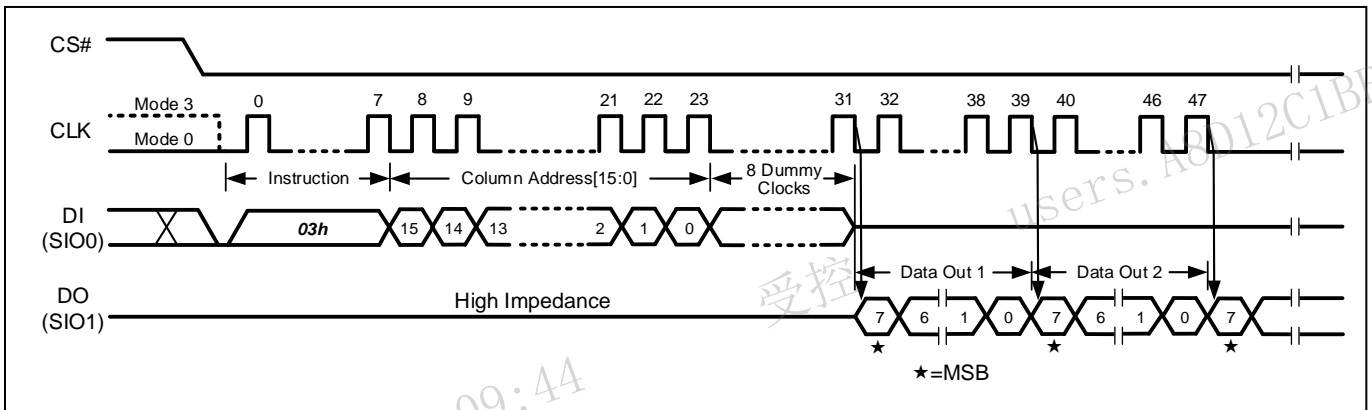 CS#
Mode 3
Mode 0
CLK
0 7 8 9 21 22 23 31 32 38 39 40 46 47
Instruction
Column Address[15:0]
8 Dummy
Clocks
DI
(SIO0)
03h
15 14 13 2 1 0
users.A8D12C1BF
Data Out 1
Data Out 2
受控
DO
(SIO1)
High Impedance
7 6 1 0 7 6 1 0 7
★ ★ ★
★=MSB
09:44